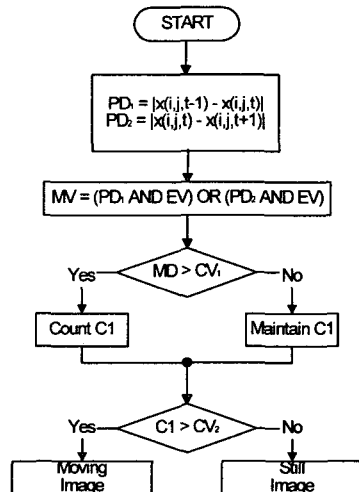 START
PD₁ = |x(i,j,t-1) - x(i,j,t)|
PD₂ = |x(i,j,t) - x(i,j,t+1)|
MV = (PD₁ AND EV) OR (PD₂ AND EV)
MD > CV₁
Yes No
Count C1 Maintain C1
C1 > CV₂
Yes No
Moving Still
Image Image